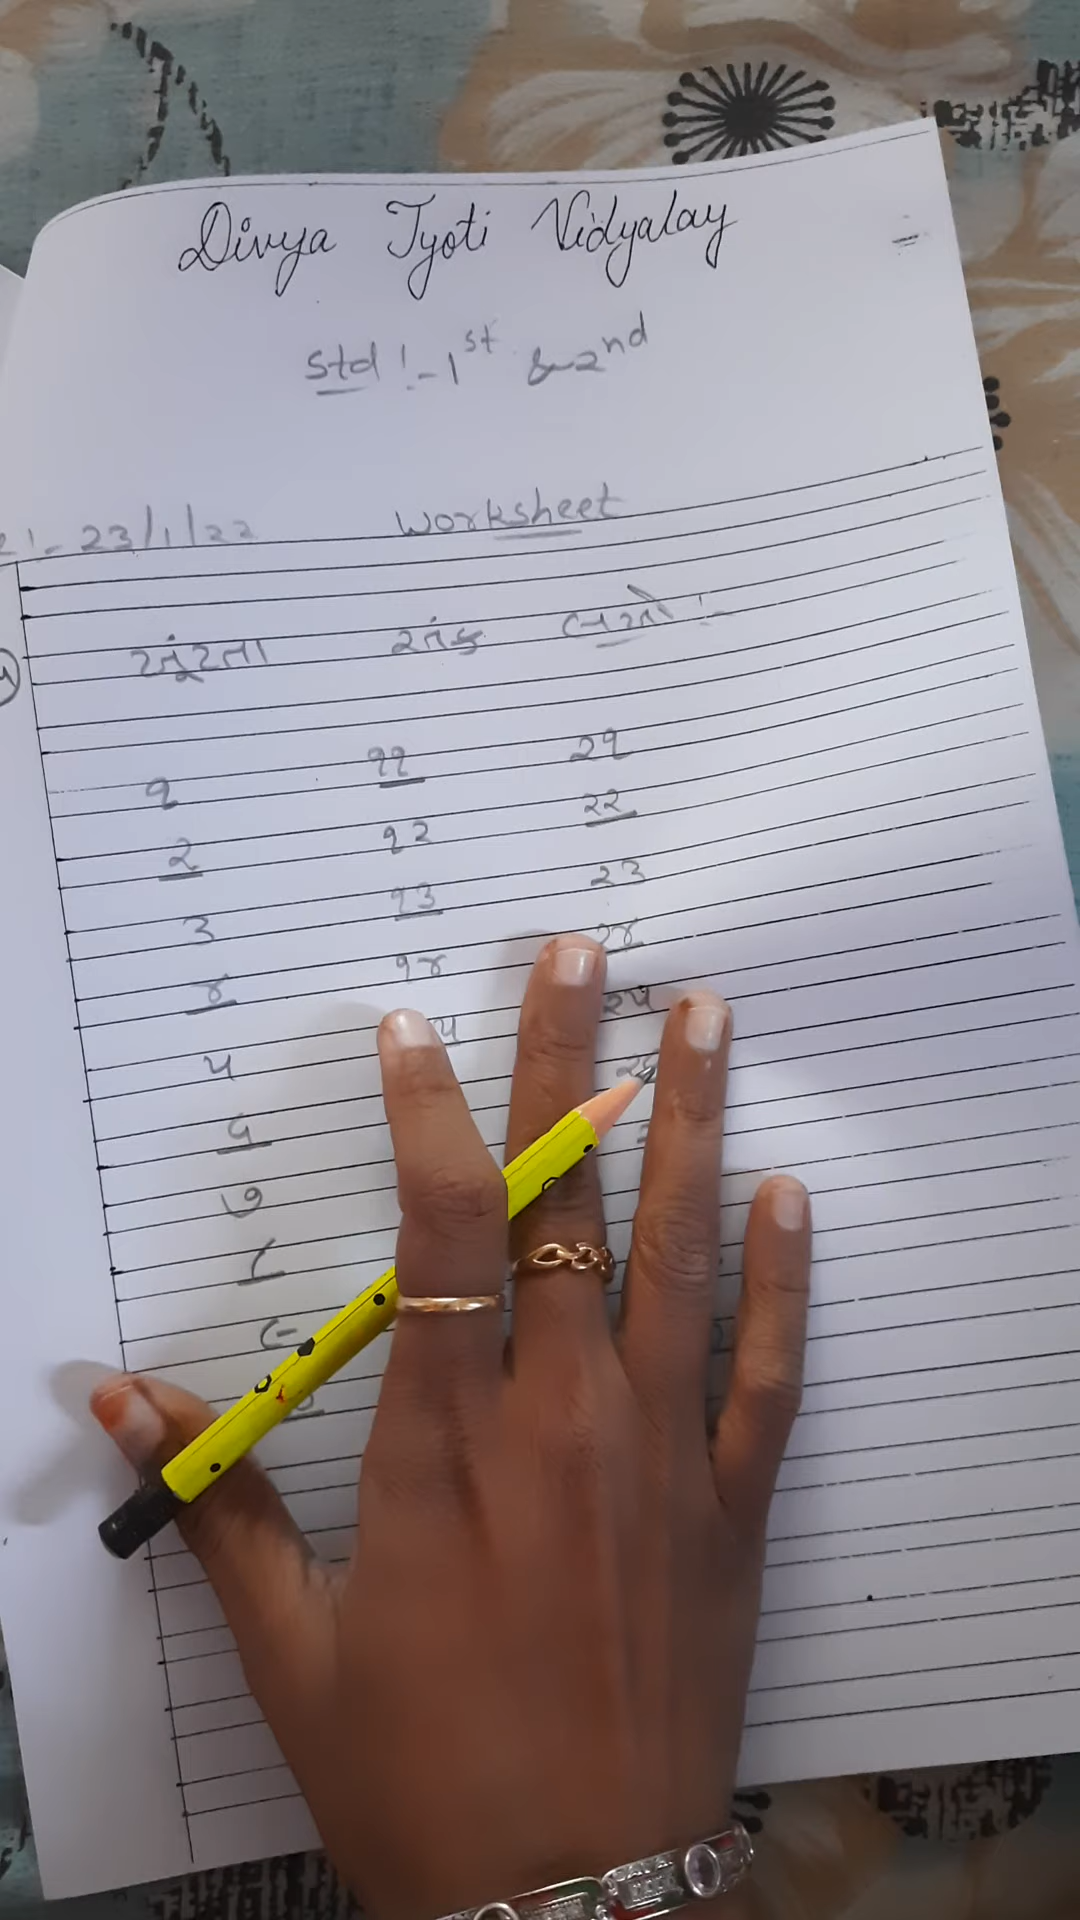 Divya Jyoti Vidyalay
std :- 1st & 2nd
:- 23/1/22 Worksheet
૧ ૧૧ ૨૧
૨ ૧૨ ૨૨
૩ ૧૩ ૨૩
૪ ૧૪ ૨૪
૫ ૫ ૨૫
૬
૭
૮
૯